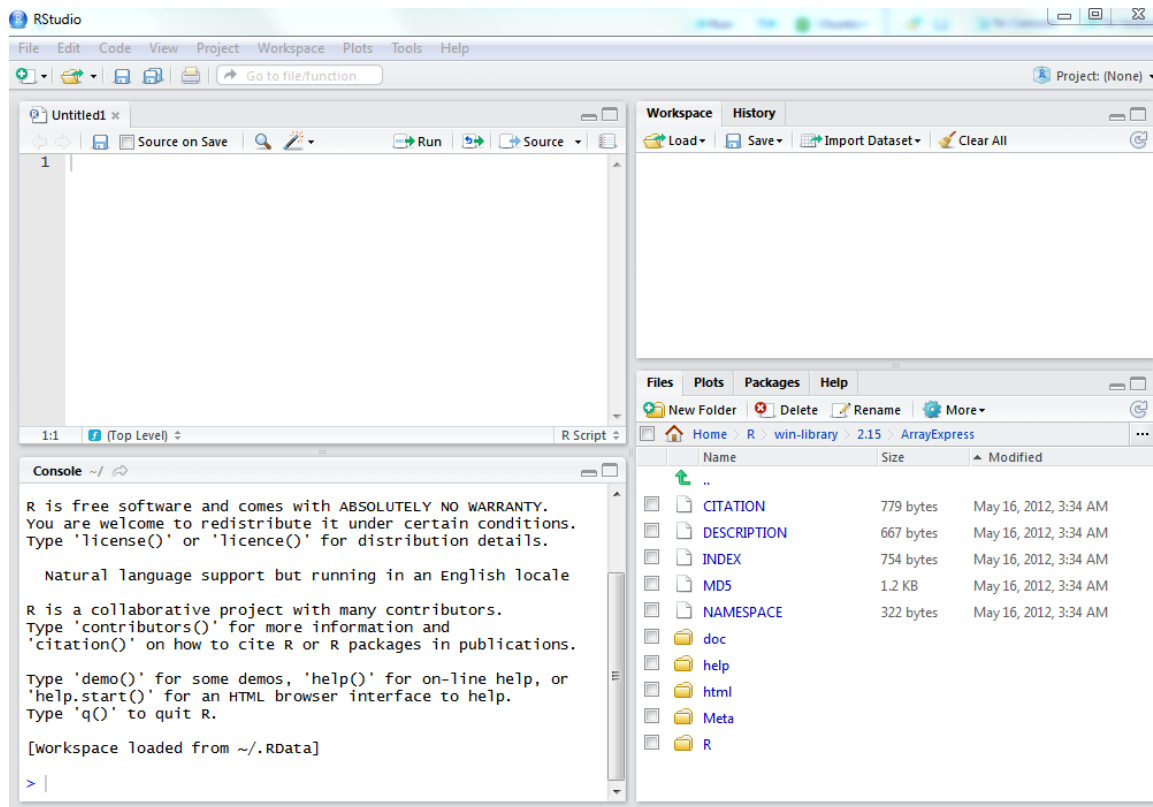 RStudio
File Edit Code View Project Workspace Plots Tools Help
Go to file/function
Project: (None)
Untitled1
Source on Save Run Source
1
1:1 (Top Level) R Script
Console ~/
R is free software and comes with ABSOLUTELY NO WARRANTY.
You are welcome to redistribute it under certain conditions.
Type 'license()' or 'licence()' for distribution details.
Natural language support but running in an English locale
R is a collaborative project with many contributors.
Type 'contributors()' for more information and
'citation()' on how to cite R or R packages in publications.
Type 'demo()' for some demos, 'help()' for on-line help, or
'help.start()' for an HTML browser interface to help.
Type 'q()' to quit R.
[Workspace loaded from ~/.RData]
>
Workspace History
Load Save Import Dataset Clear All
Files Plots Packages Help
New Folder Delete Rename More
Home R win-library 2.15 ArrayExpress ...
Name Size Modified
..
CITATION 779 bytes May 16, 2012, 3:34 AM
DESCRIPTION 667 bytes May 16, 2012, 3:34 AM
INDEX 754 bytes May 16, 2012, 3:34 AM
MD5 1.2 KB May 16, 2012, 3:34 AM
NAMESPACE 322 bytes May 16, 2012, 3:34 AM
doc
help
html
Meta
R